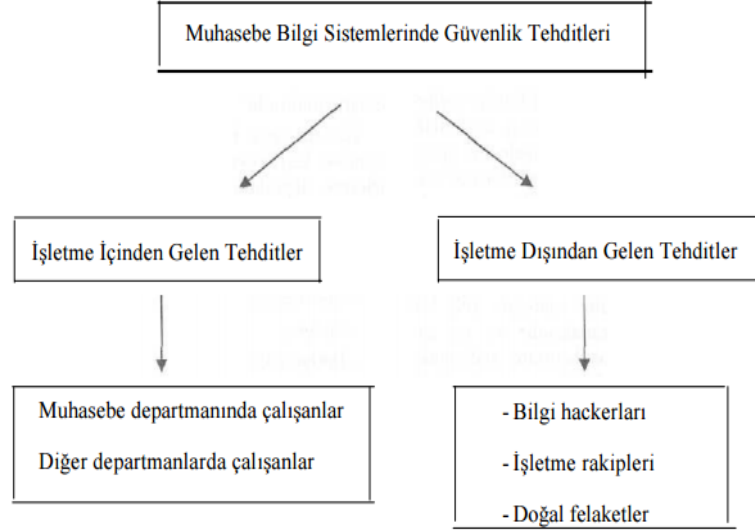 Muhasebe Bilgi Sistemlerinde Güvenlik Tehditleri
İşletme İçinden Gelen Tehditler
İşletme Dışından Gelen Tehditler
Muhasebe departmanında çalışanlar
Diğer departmanlarda çalışanlar
- Bilgi hackerları
- İşletme rakipleri
- Doğal felaketler